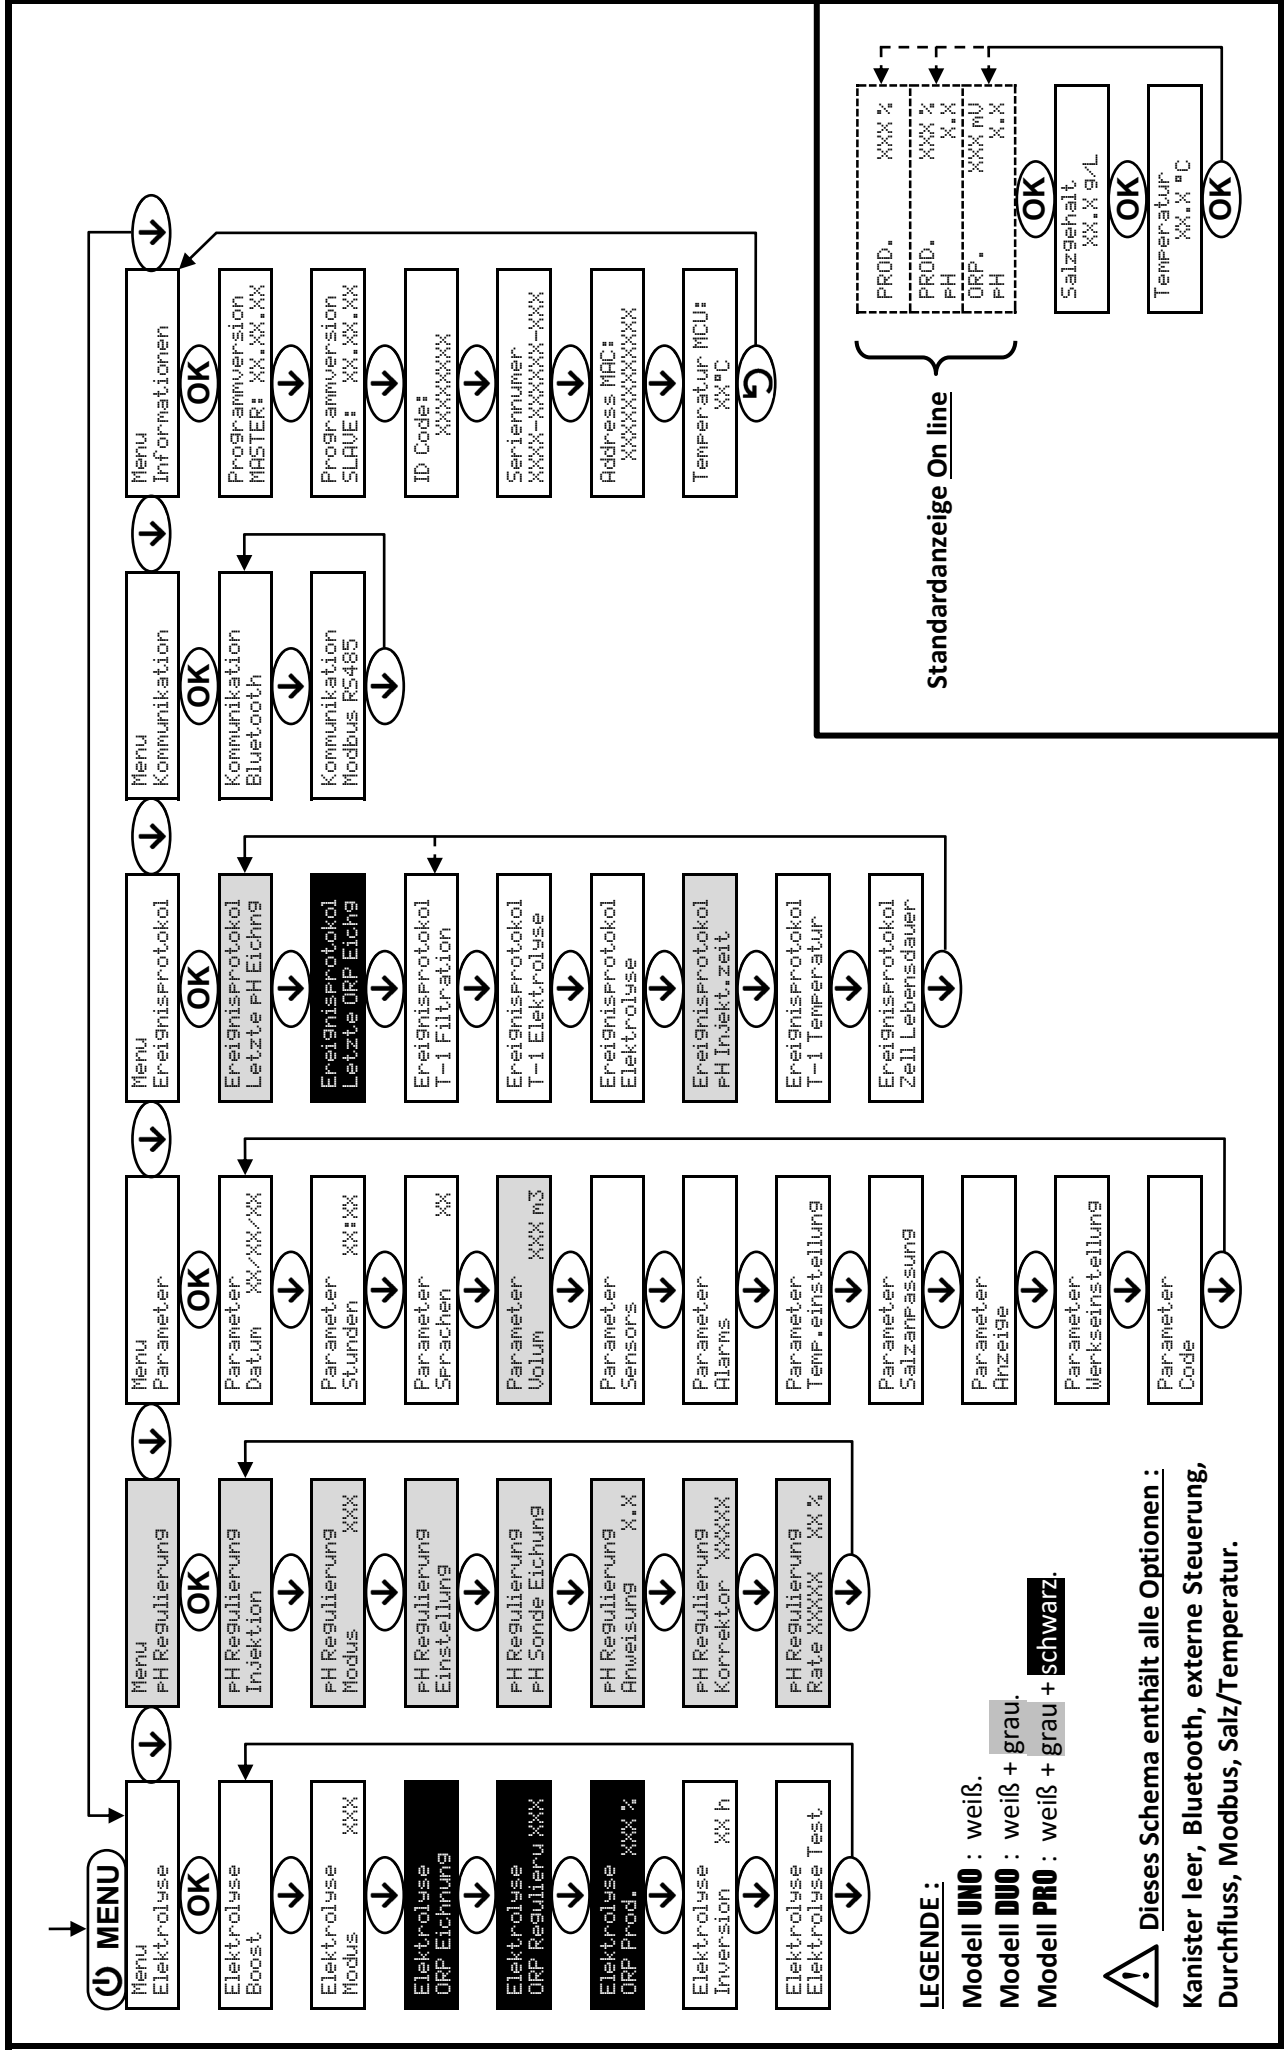 MENU
Menu
Elektrolyse
OK
Elektrolyse
Boost
Elektrolyse
Modus XXX
Elektrolyse
ORP Eichnung
Elektrolyse
ORP Regulieru XXX
Elektrolyse
ORP Prod. XXX %
Elektrolyse
Inversion XX h
Elektrolyse
Elektrolyse Test
Menu
pH Regulierung
OK
pH Regulierung
Injektion
pH Regulierung
Modus XXX
pH Regulierung
Einstellung
pH Regulierung
pH Sonde Eichung
pH Regulierung
Anweisung X.X
pH Regulierung
Korrektor XXXXX
pH Regulierung
Rate XXXXX XX %
Menu
Parameter
OK
Parameter
Datum XX/XX/XX
Parameter
Stunden XX:XX
Parameter
Sprachen XX
Parameter
Volum XXX m3
Parameter
Sensors
Parameter
Alarms
Parameter
Temp.einstellung
Parameter
Salzanpassung
Parameter
Anzeige
Parameter
Werkseinstellung
Parameter
Code
Menu
Ereignisprotokol
OK
Ereignisprotokol
Letzte pH Eichng
Ereignisprotokol
Letzte ORP Eichg
Ereignisprotokol
T-1 Filtration
Ereignisprotokol
T-1 Elektrolyse
Ereignisprotokol
Elektrolyse
Ereignisprotokol
pH Injekt.zeit
Ereignisprotokol
T-1 Temperatur
Ereignisprotokol
Zell Lebensdauer
Menu
Kommunikation
OK
Kommunikation
Bluetooth
Kommunikation
Modbus RS485
Menu
Informationen
OK
Programmversion
MASTER: XX.XX.XX
Programmversion
SLAVE: XX.XX.XX
ID Code:
XXXXXXXX
Seriennumer
XXXX-XXXXXX-XXX
Address MAC:
XXXXXXXXXXXX
Temperatur MCU:
XX°C
LEGENDE :
Modell UNO : weiß.
Modell DUO : weiß + grau.
Modell PRO : weiß + grau + schwarz.
Dieses Schema enthält alle Optionen :
Kanister leer, Bluetooth, externe Steuerung,
Durchfluss, Modbus, Salz/Temperatur.
Standardanzeige On line
PROD. XXX %
PROD. XXX %
pH X.X
ORP. XXX mV
pH X.X
OK
Salzgehalt
XX.X g/L
OK
Temperatur
XX.X °C
OK